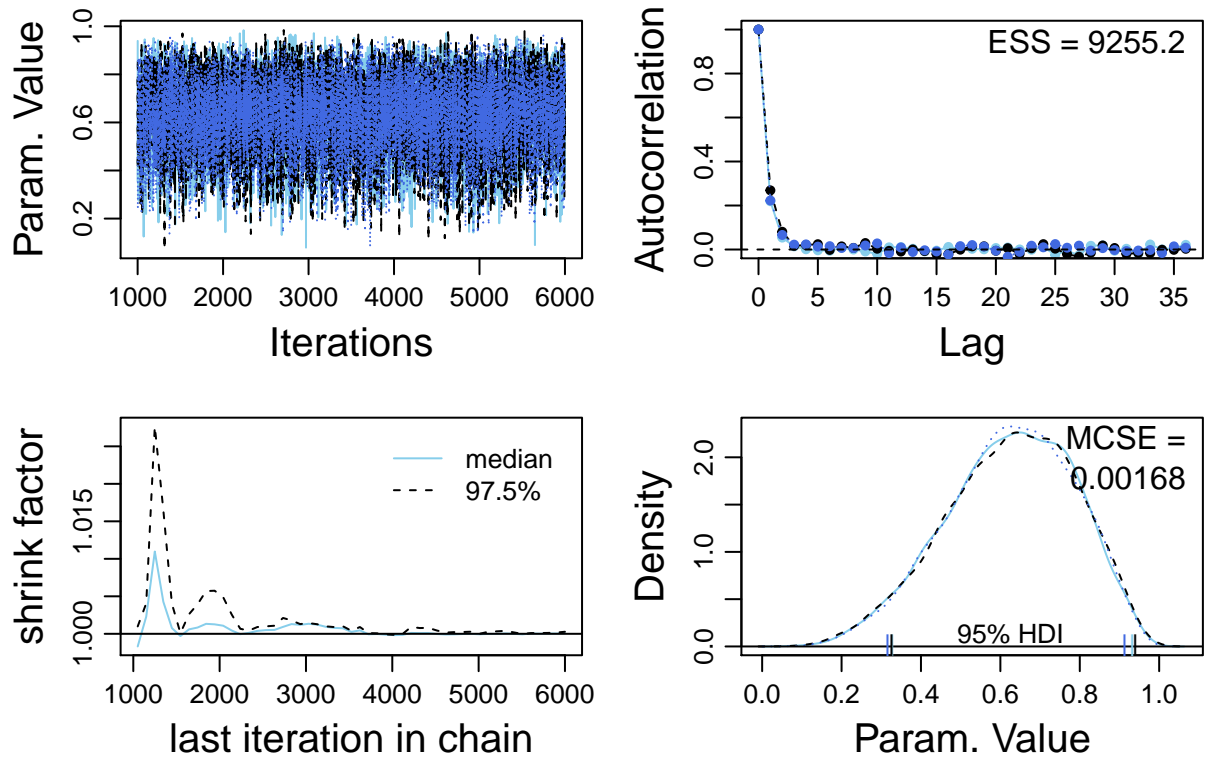 Param. Value
1.0
0.6
0.2
1000 2000 3000 4000 5000 6000
Iterations
Autocorrelation
0.8
0.4
0.0
ESS = 9255.2
0 5 10 15 20 25 30 35
Lag
shrink factor
1.015
1.000
median
97.5%
1000 2000 3000 4000 5000 6000
last iteration in chain
Density
2.0
1.0
0.0
MCSE =
0.00168
95% HDI
0.0 0.2 0.4 0.6 0.8 1.0
Param. Value